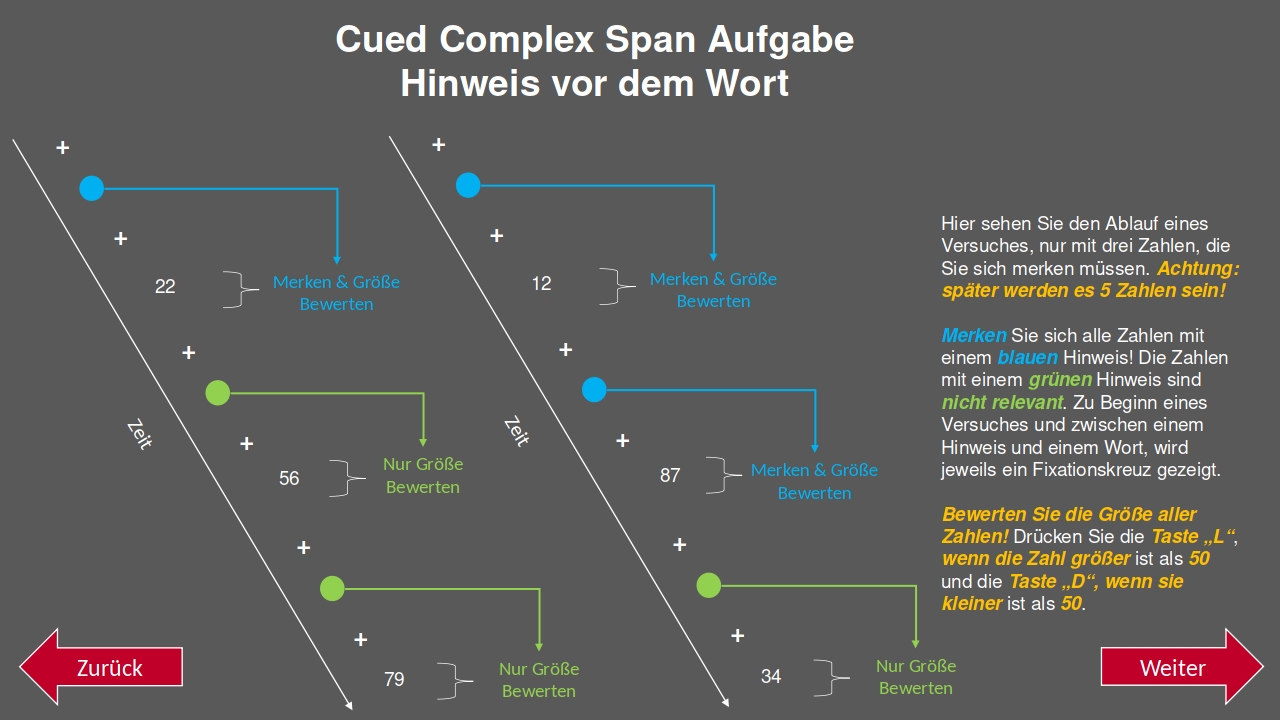 Cued Complex Span Aufgabe
Hinweis vor dem Wort
+
+
22
Merken & Größe
Bewerten
+
Zeit
+
56
Nur Größe
Bewerten
+
+
79
Nur Größe
Bewerten
+
+
12
Merken & Größe
Bewerten
+
Zeit
+
87
Merken & Größe
Bewerten
+
+
34
Nur Größe
Bewerten
Hier sehen Sie den Ablauf eines
Versuches, nur mit drei Zahlen, die
Sie sich merken müssen. Achtung:
später werden es 5 Zahlen sein!
Merken Sie sich alle Zahlen mit
einem blauen Hinweis! Die Zahlen
mit einem grünen Hinweis sind
nicht relevant. Zu Beginn eines
Versuches und zwischen einem
Hinweis und einem Wort, wird
jeweils ein Fixationskreuz gezeigt.
Bewerten Sie die Größe aller
Zahlen! Drücken Sie die Taste „L“,
wenn die Zahl größer ist als 50
und die Taste „D“, wenn sie
kleiner ist als 50.
Zurück
Weiter